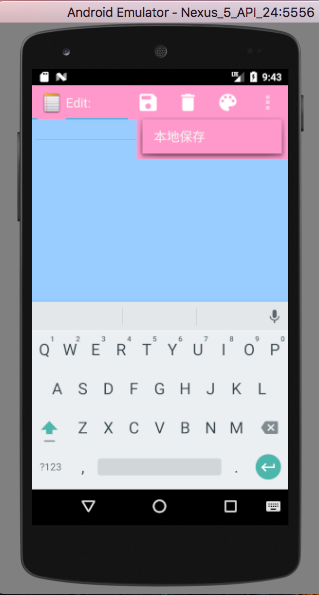 Android Emulator - Nexus_5_API_24:5556
LTE 9:43
Edit:
本地保存
1 2 3 4 5 6 7 8 9 0
Q W E R T Y U I O P
A S D F G H J K L
Z X C V B N M
?123 , .